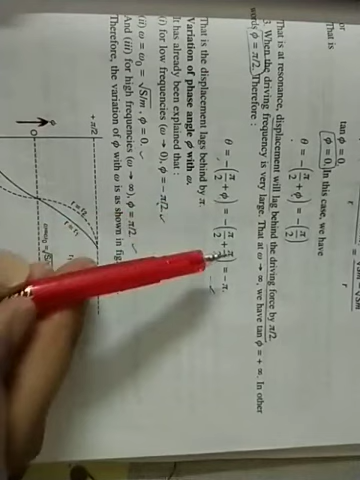 or
tan φ = 0.
That is φ = 0. In this case, we have
θ = −(π/2 + φ) = −(π/2)
That is at resonance, displacement will lag behind the driving force by π/2.
3. When the driving frequency is very large. That at ω → ∞, we have tan φ = + ∞. In other
words φ = π/2. Therefore :
θ = −(π/2 + φ) = −(π/2 + π/2) = − π.
That is the displacement lags behind by π.
Variation of phase angle φ with ω.
It has already been explained that :
(i) for low frequencies (ω → 0), φ = − π/2.
(ii) ω = ω₀ = √S/m, φ = 0.
And (iii) for high frequencies (ω → ∞), φ = π/2.
Therefore, the variation of φ with ω is as shown in fig
+ π/2
φ
O
r = r₂
r = r₁